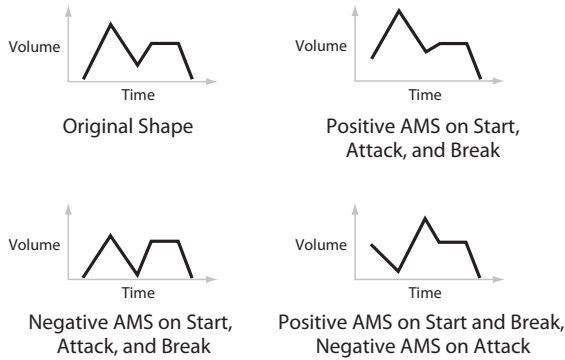 Volume
Time
Original Shape
Volume
Time
Positive AMS on Start,
Attack, and Break
Volume
Time
Negative AMS on Start,
Attack, and Break
Volume
Time
Positive AMS on Start and Break,
Negative AMS on Attack